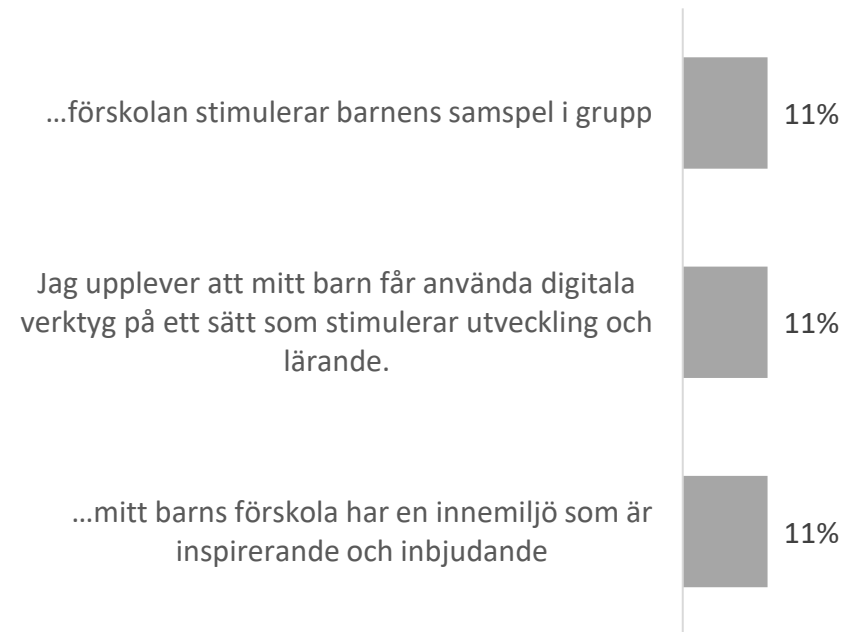 …förskolan stimulerar barnens samspel i grupp
11%
Jag upplever att mitt barn får använda digitala
verktyg på ett sätt som stimulerar utveckling och
lärande.
11%
…mitt barns förskola har en innemiljö som är
inspirerande och inbjudande
11%